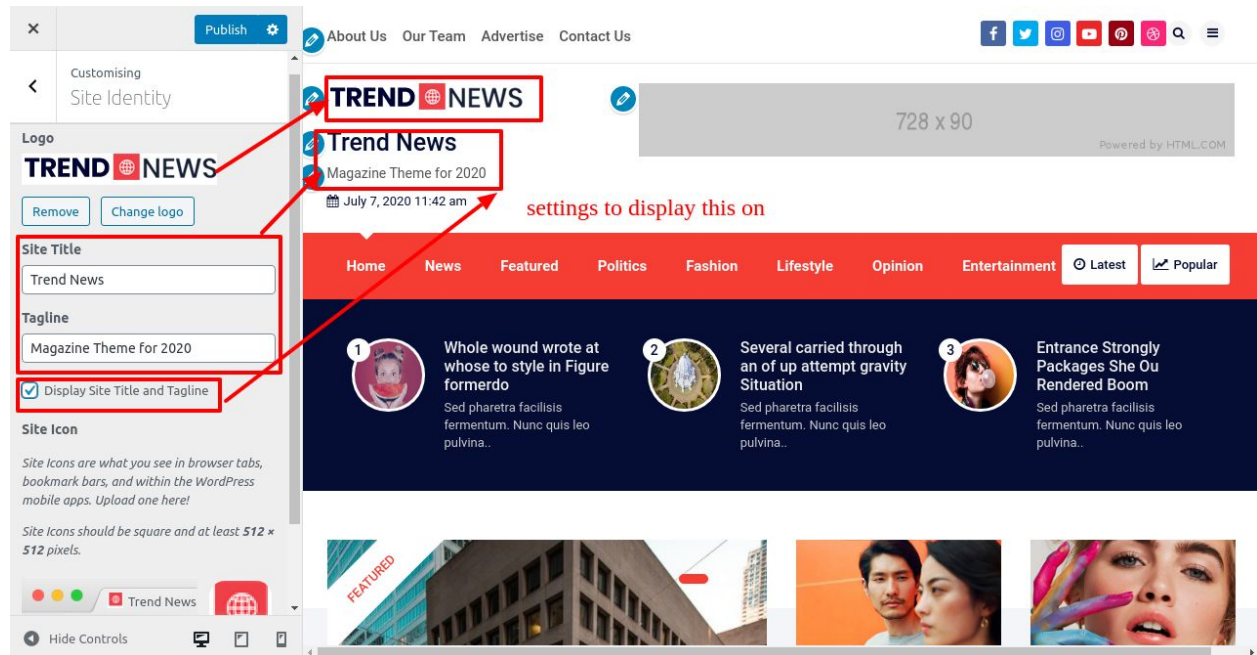 Publish
Customising
Site Identity
Logo
TREND NEWS
Remove
Change logo
Site Title
Trend News
Tagline
Magazine Theme for 2020
Display Site Title and Tagline
Site Icon
Site Icons are what you see in browser tabs,
bookmark bars, and within the WordPress
mobile apps. Upload one here!
Site Icons should be square and at least 512 ×
512 pixels.
Trend News
Hide Controls
About Us Our Team Advertise Contact Us
TREND NEWS
728 x 90
Powered by HTML.COM
Trend News
Magazine Theme for 2020
July 7, 2020 11:42 am
settings to display this on
Home News Featured Politics Fashion Lifestyle Opinion Entertainment Latest Popular
1
Whole wound wrote at
whose to style in Figure
formerdo
Sed pharetra facilisis
fermentum. Nunc quis leo
pulvina..
2
Several carried through
an of up attempt gravity
Situation
Sed pharetra facilisis
fermentum. Nunc quis leo
pulvina..
3
Entrance Strongly
Packages She Ou
Rendered Boom
Sed pharetra facilisis
fermentum. Nunc quis leo
pulvina..
FEATURED